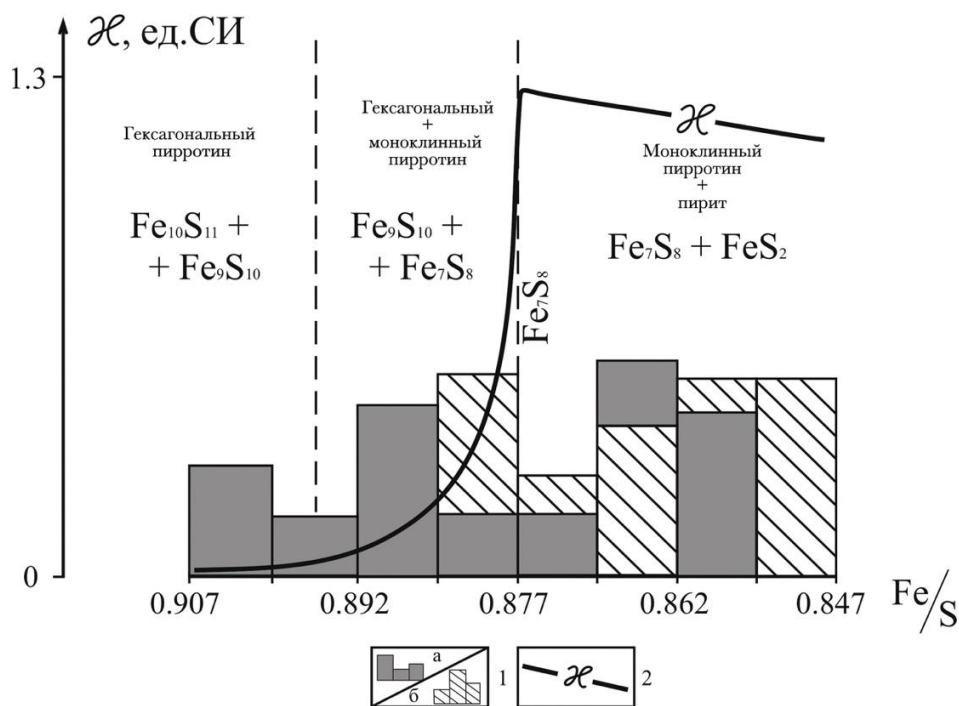 ϰ, ед.СИ
1.3
Гексагональный
пирротин
Fe₁₀S₁₁ +
+ Fe₉S₁₀
Гексагональный
+
моноклинный
пирротин
Fe₉S₁₀ +
+ Fe₇S₈
ϰ
Моноклинный
пирротин
+
пирит
Fe₇S₈ + FeS₂
Fe₇S₈
0
0.907
0.892
0.877
0.862
0.847
Fe/S
а
б
1
ϰ
2